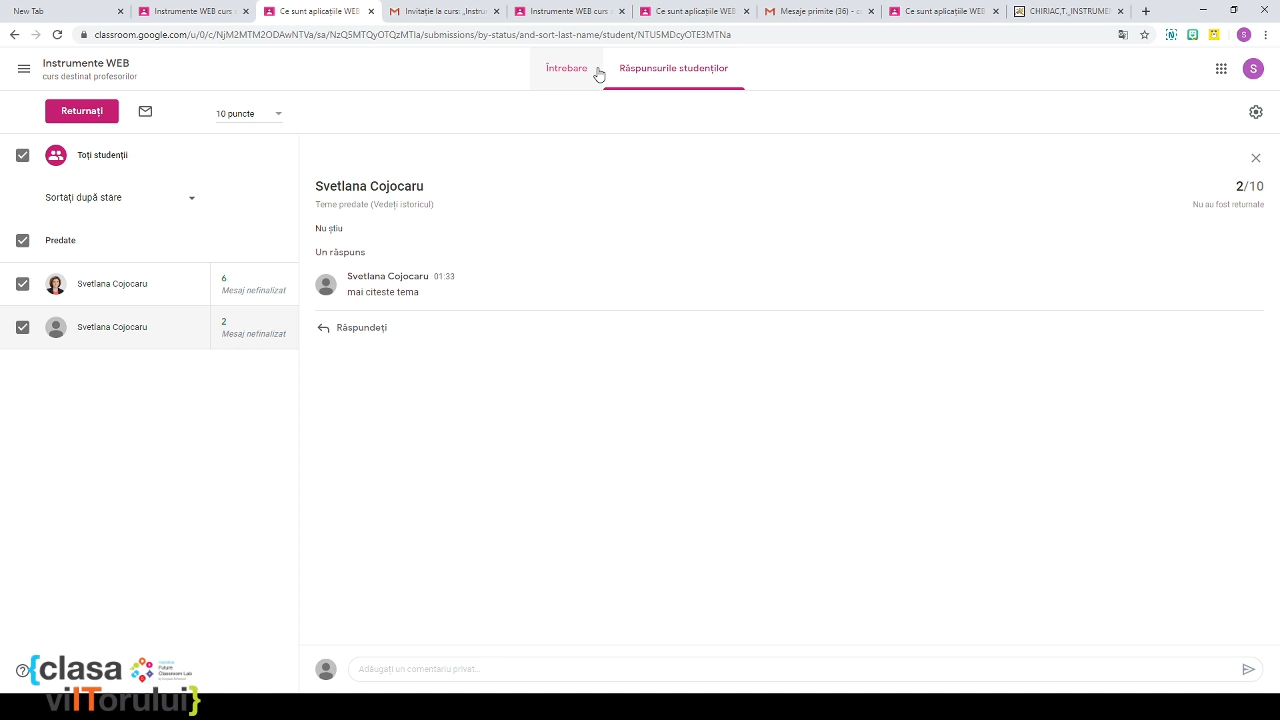 New Tab
Instrumente WEB curs
Ce sunt aplicațiile WEB
Invitație la curs: „Instru
Instrumente WEB curs
Ce sunt aplicațiile WEB
Mesaje primite (36) - c
Ce sunt aplicațiile WEB
CHIRIAC,T._INSTRUME
classroom.google.com/u/0/c/NjM2MTM2ODAwNTVa/sa/NzQ5MTQyOTQzMTla/submissions/by-status/and-sort-last-name/student/NTU5MDcyOTE3MTNa
S
Instrumente WEB
curs destinat profesorilor
Întrebare
Răspunsurile studenților
S
Returnați
10 puncte
Toți studenții
Sortați după stare
Predate
Svetlana Cojocaru
6
Mesaj nefinalizat
Svetlana Cojocaru
2
Mesaj nefinalizat
Svetlana Cojocaru
2/10
Teme predate (Vedeți istoricul)
Nu au fost returnate
Nu știu
Un răspuns
Svetlana Cojocaru 01:33
mai citeste tema
Răspundeți
Adăugați un comentariu privat...
{clasa
viITorului}
Future
Classroom Lab